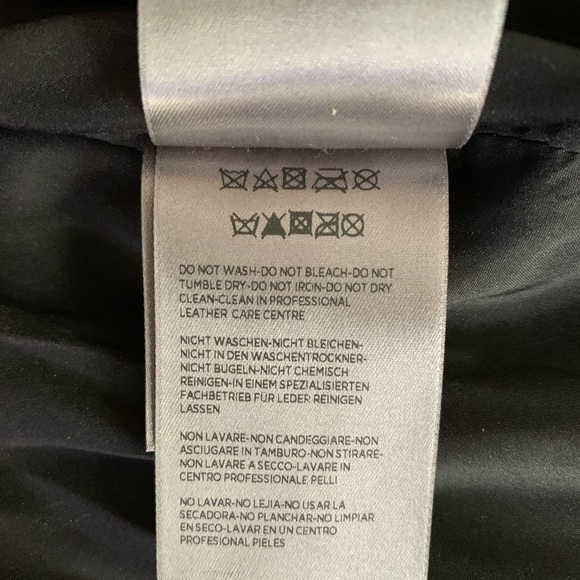 DO NOT WASH-DO NOT BLEACH-DO NOT
TUMBLE DRY-DO NOT IRON-DO NOT DRY
CLEAN-CLEAN IN PROFESSIONAL
LEATHER CARE CENTRE
NICHT WASCHEN-NICHT BLEICHEN-
NICHT IN DEN WASCHENTROCKNER-
NICHT BUGELN-NICHT CHEMISCH
REINIGEN-IN EINEM SPEZIALISIERTEN
FACHBETRIEB FÜR LEDER REINIGEN
LASSEN
NON LAVARE-NON CANDEGGIARE-NON
ASCIUGARE IN TAMBURO-NON STIRARE-
NON LAVARE A SECCO-LAVARE IN
CENTRO PROFESSIONALE PELLI
NO LAVAR-NO LEJIA-NO USAR LA
SECADORA-NO PLANCHAR-NO LIMPIAR
EN SECO-LAVAR EN UN CENTRO
PROFESIONAL PIELES